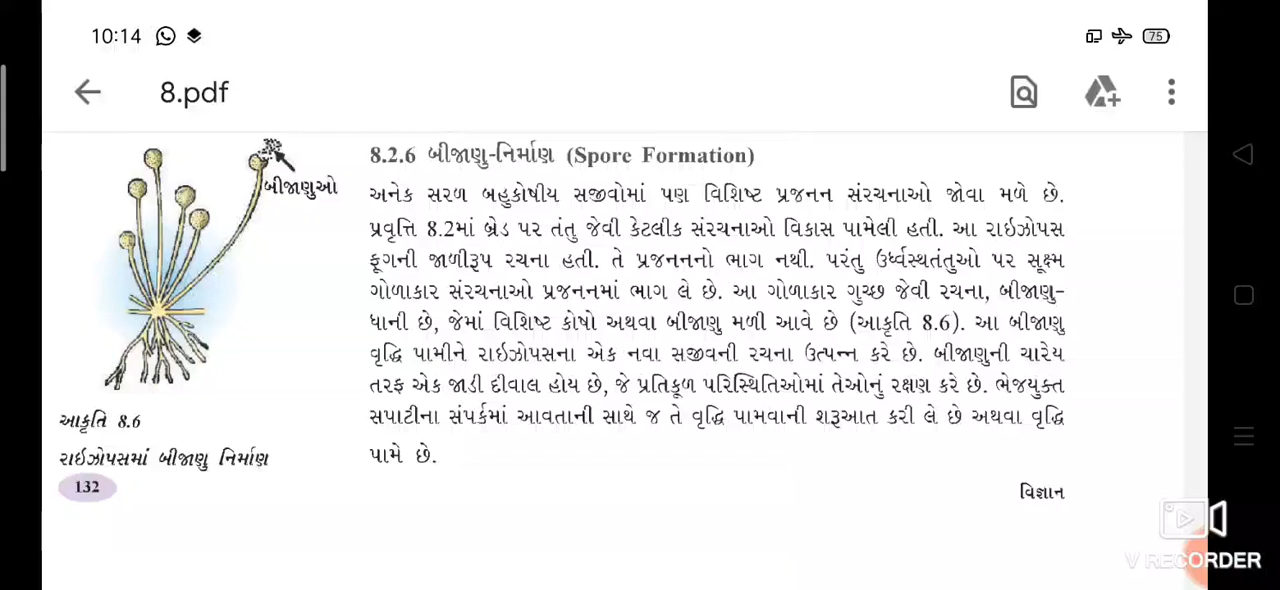 10:14
75
8.pdf
બીજાણુઓ
આકૃતિ 8.6
રાઇઝોપસમાં બીજાણુ નિર્માણ
132
8.2.6 બીજાણુ-નિર્માણ (Spore Formation)
અનેક સરળ બહુકોષીય સજીવોમાં પણ વિશિષ્ટ પ્રજનન સંરચનાઓ જોવા મળે છે.
પ્રવૃત્તિ 8.2માં બ્રેડ પર તંતુ જેવી કેટલીક સંરચનાઓ વિકાસ પામેલી હતી. આ રાઇઝોપસ
ફૂગની જાળીરૂપ રચના હતી. તે પ્રજનનનો ભાગ નથી. પરંતુ ઉર્ધ્વસ્થતંતુઓ પર સૂક્ષ્મ
ગોળાકાર સંરચનાઓ પ્રજનનમાં ભાગ લે છે. આ ગોળાકાર ગુચ્છ જેવી રચના, બીજાણુ-
ધાની છે, જેમાં વિશિષ્ટ કોષો અથવા બીજાણુ મળી આવે છે (આકૃતિ 8.6). આ બીજાણુ
વૃદ્ધિ પામીને રાઇઝોપસના એક નવા સજીવની રચના ઉત્પન્ન કરે છે. બીજાણુની ચારેય
તરફ એક જાડી દીવાલ હોય છે, જે પ્રતિકૂળ પરિસ્થિતિઓમાં તેઓનું રક્ષણ કરે છે. ભેજયુક્ત
સપાટીના સંપર્કમાં આવતાની સાથે જ તે વૃદ્ધિ પામવાની શરૂઆત કરી લે છે અથવા વૃદ્ધિ
પામે છે.
વિજ્ઞાન
V RECORDER